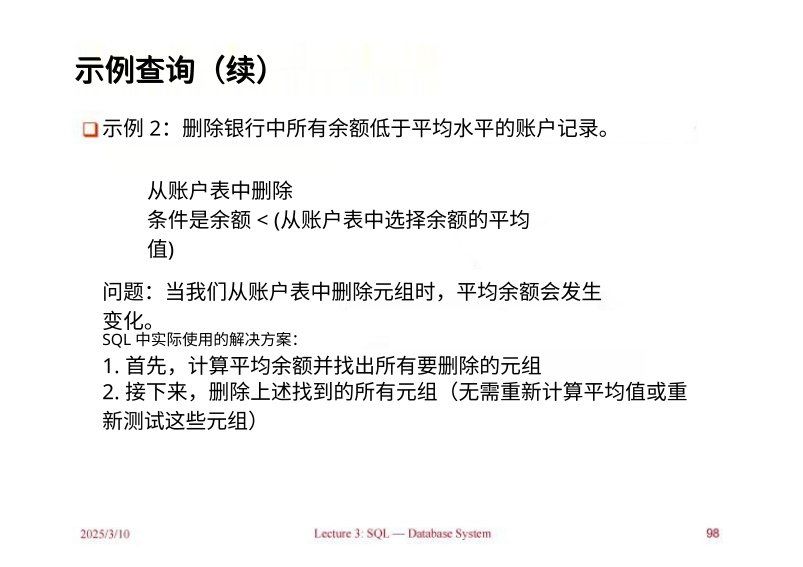 示例查询（续）
示例 2：删除银行中所有余额低于平均水平的账户记录。
从账户表中删除
条件是余额 < (从账户表中选择余额的平均
值)
问题：当我们从账户表中删除元组时，平均余额会发生
变化。
SQL 中实际使用的解决方案：
1. 首先，计算平均余额并找出所有要删除的元组
2. 接下来，删除上述找到的所有元组（无需重新计算平均值或重
新测试这些元组）
2025/3/10
Lecture 3: SQL — Database System
98